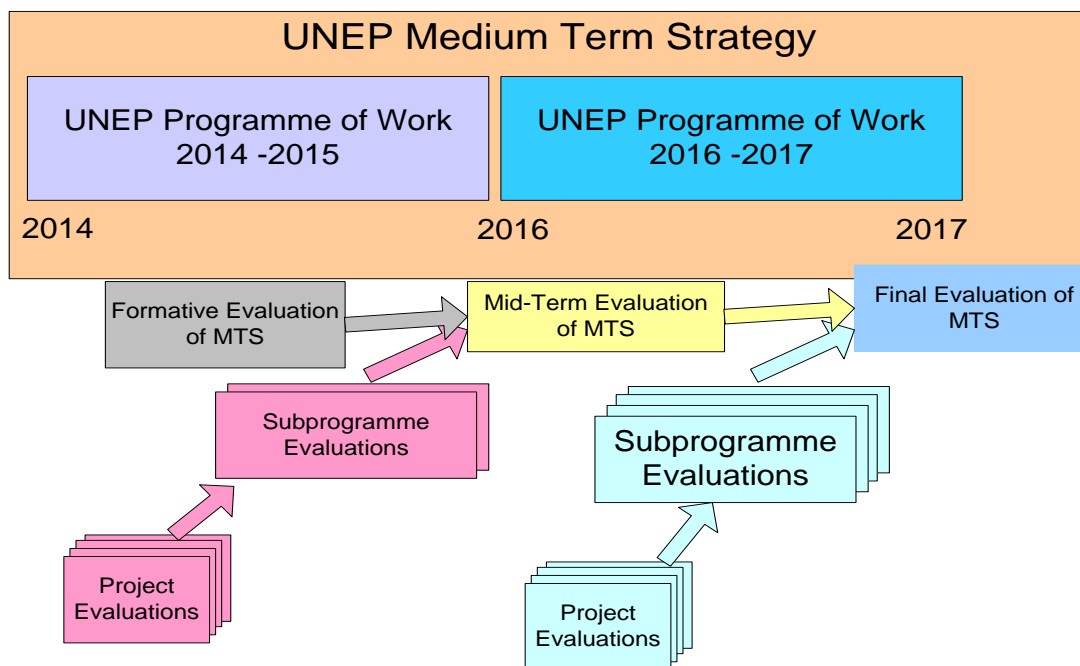 UNEP Medium Term Strategy
UNEP Programme of Work
2014 -2015
UNEP Programme of Work
2016 -2017
2014
2016
2017
Formative Evaluation
of MTS
Mid-Term Evaluation
of MTS
Final Evaluation of
MTS
Subprogramme
Evaluations
Subprogramme
Evaluations
Project
Evaluations
Project
Evaluations